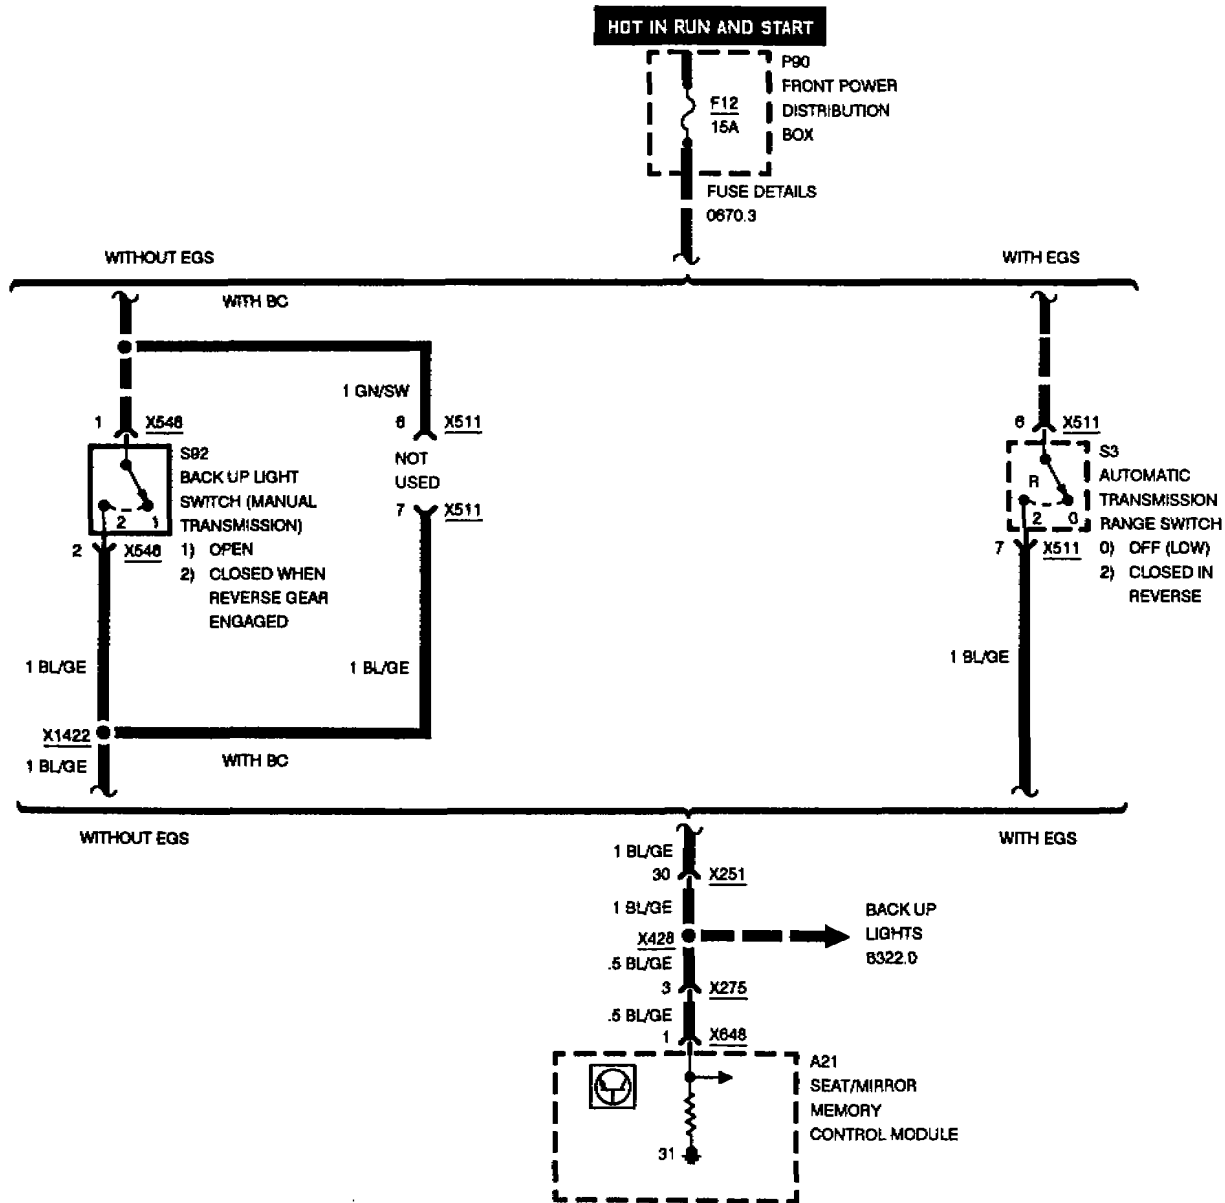 HOT IN RUN AND START
P90
FRONT POWER
DISTRIBUTION
BOX
F12
15A
FUSE DETAILS
0670.3
WITHOUT EGS
WITH EGS
WITH BC
1 GN/SW
1
X548
6
X511
6
X511
S92
BACK UP LIGHT
SWITCH (MANUAL
TRANSMISSION)
1) OPEN
2) CLOSED WHEN
REVERSE GEAR
ENGAGED
2 1
NOT
USED
7
X511
2
X548
S3
AUTOMATIC
TRANSMISSION
RANGE SWITCH
0) OFF (LOW)
2) CLOSED IN
REVERSE
R
2 0
7
X511
1 BL/GE
1 BL/GE
1 BL/GE
X1422
1 BL/GE
WITH BC
WITHOUT EGS
WITH EGS
1 BL/GE
30
X251
1 BL/GE
X428
BACK UP
LIGHTS
6322.0
.5 BL/GE
3
X275
.5 BL/GE
1
X648
A21
SEAT/MIRROR
MEMORY
CONTROL MODULE
31